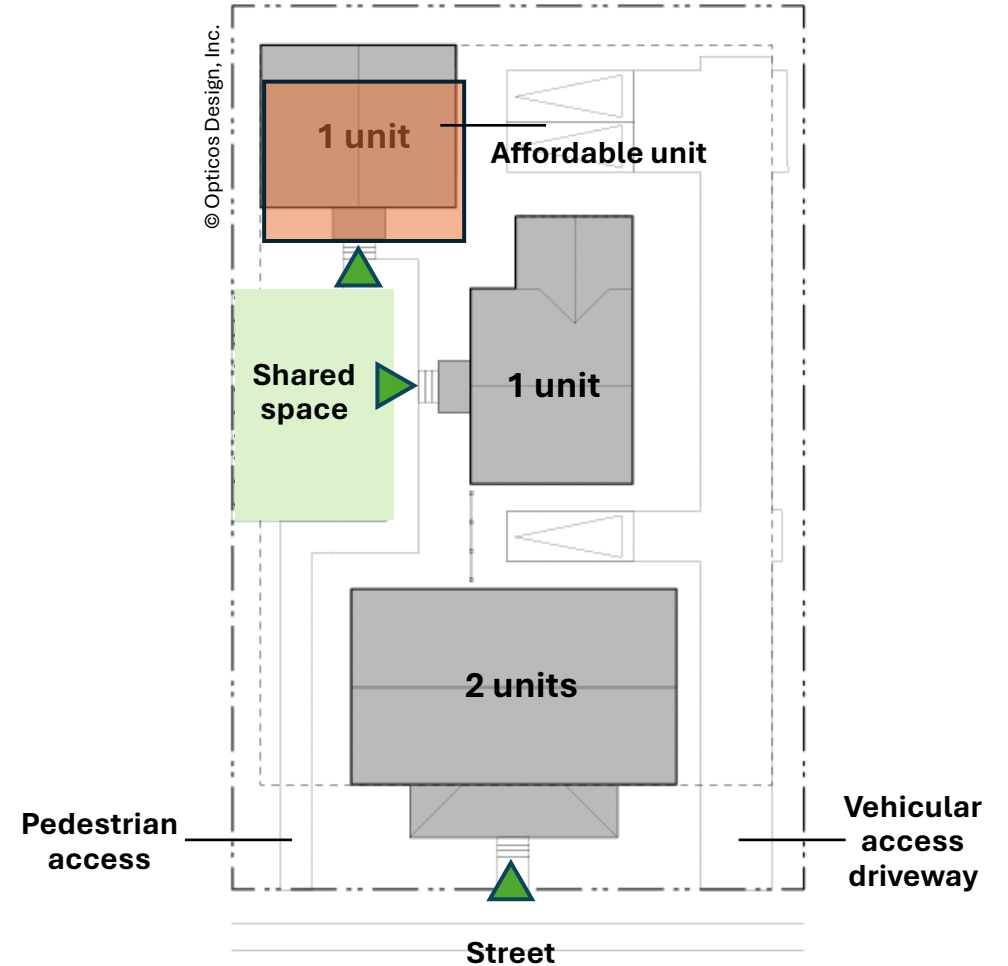 © Opticos Design, Inc.
1 unit
Affordable unit
Shared
space
1 unit
2 units
Pedestrian
access
Vehicular
access
driveway
Street